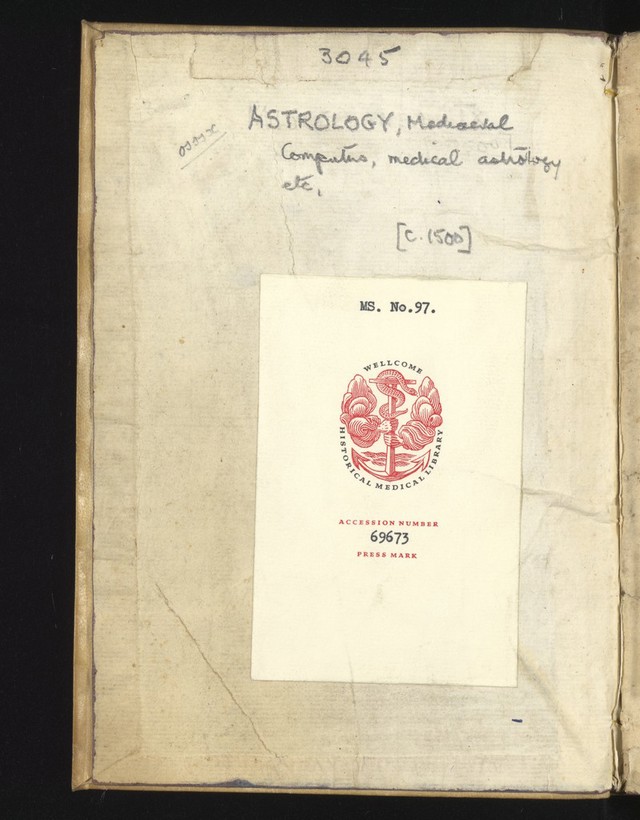 3045
ASTROLOGY, Mediaeval
Computus, medical astrology
etc,
[c. 1500]
MS. No.97.
WELLCOME
HISTORICAL MEDICAL LIBRARY
ACCESSION NUMBER
69673
PRESS MARK